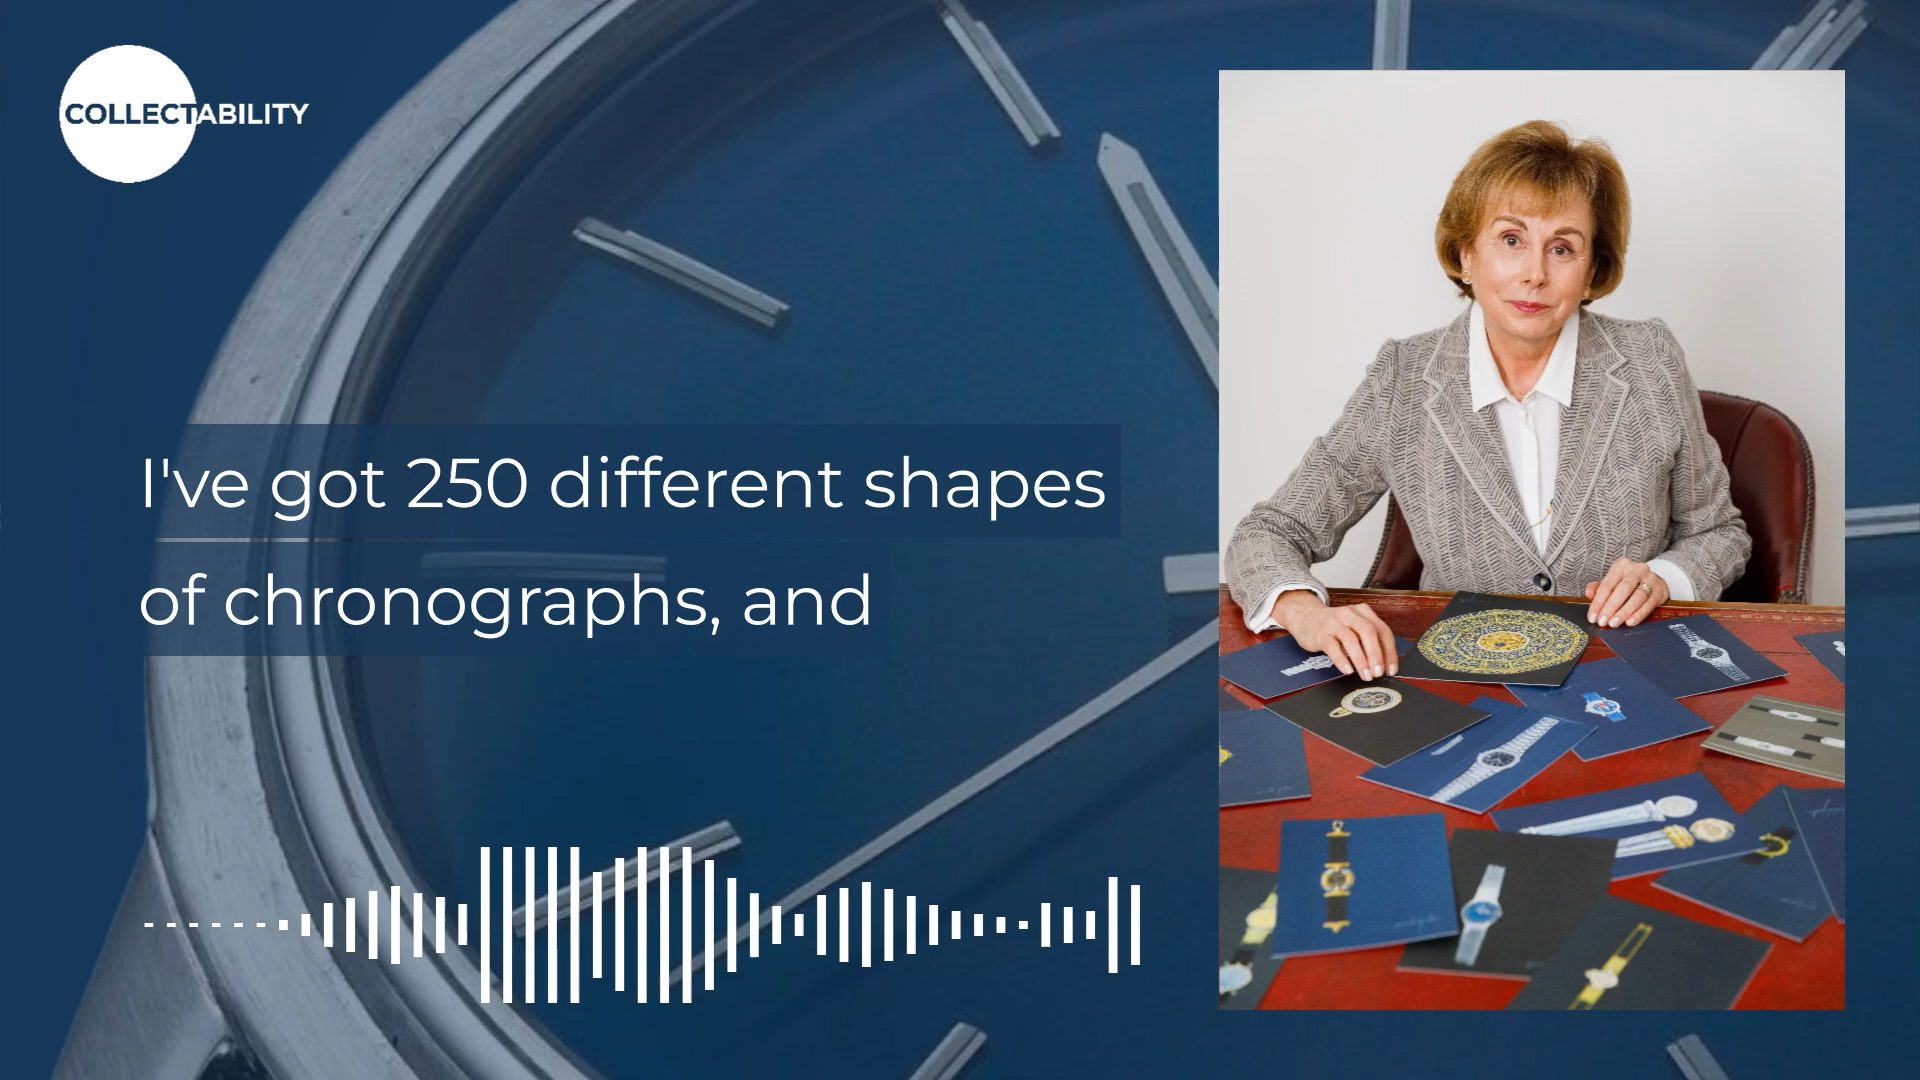 COLLECTABILITY
I've got 250 different shapes
of chronographs, and